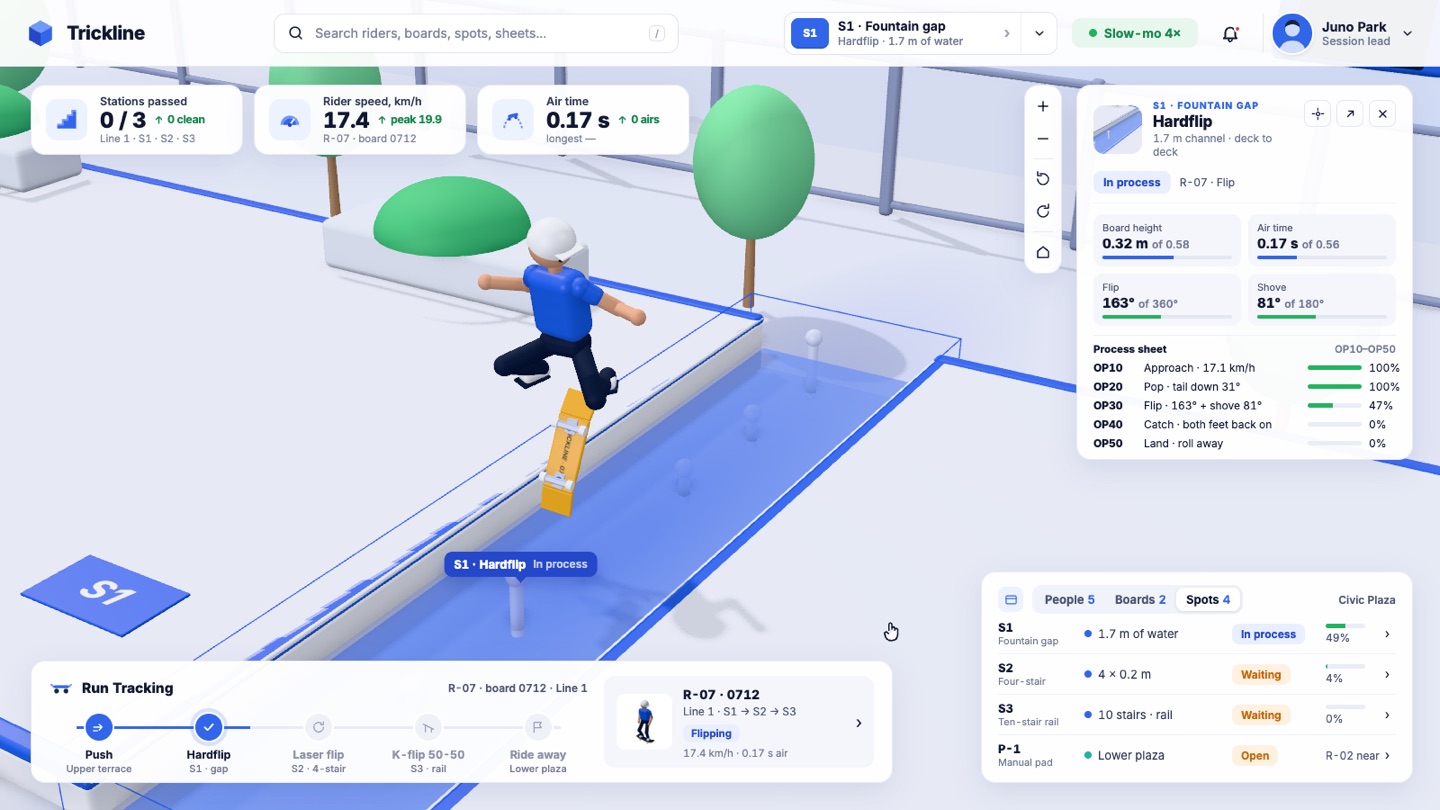 Trickline
Search riders, boards, spots, sheets...
/
S1
S1 · Fountain gap
Hardflip · 1.7 m of water
Slow-mo 4×
Juno Park
Session lead
Stations passed
0 / 3 ↑ 0 clean
Line 1 · S1 · S2 · S3
Rider speed, km/h
17.4 ↑ peak 19.9
R-07 · board 0712
Air time
0.17 s ↑ 0 airs
longest —
S1 · FOUNTAIN GAP
Hardflip
1.7 m channel · deck to
deck
In process
R-07 · Flip
Board height
0.32 m of 0.58
Air time
0.17 s of 0.56
Flip
163° of 360°
Shove
81° of 180°
Process sheet
OP10–OP50
OP10 Approach · 17.1 km/h 100%
OP20 Pop · tail down 31° 100%
OP30 Flip · 163° + shove 81° 47%
OP40 Catch · both feet back on 0%
OP50 Land · roll away 0%
S1 · Hardflip In process
S1
People 5
Boards 2
Spots 4
Civic Plaza
S1
Fountain gap
1.7 m of water
In process
49%
S2
Four-stair
4 × 0.2 m
Waiting
4%
S3
Ten-stair rail
10 stairs · rail
Waiting
0%
P-1
Manual pad
Lower plaza
Open
R-02 near
Run Tracking
R-07 · board 0712 · Line 1
Push
Upper terrace
Hardflip
S1 · gap
Laser flip
S2 · 4-stair
K-flip 50-50
S3 · rail
Ride away
Lower plaza
R-07 · 0712
Line 1 · S1 → S2 → S3
Flipping
17.4 km/h · 0.17 s air